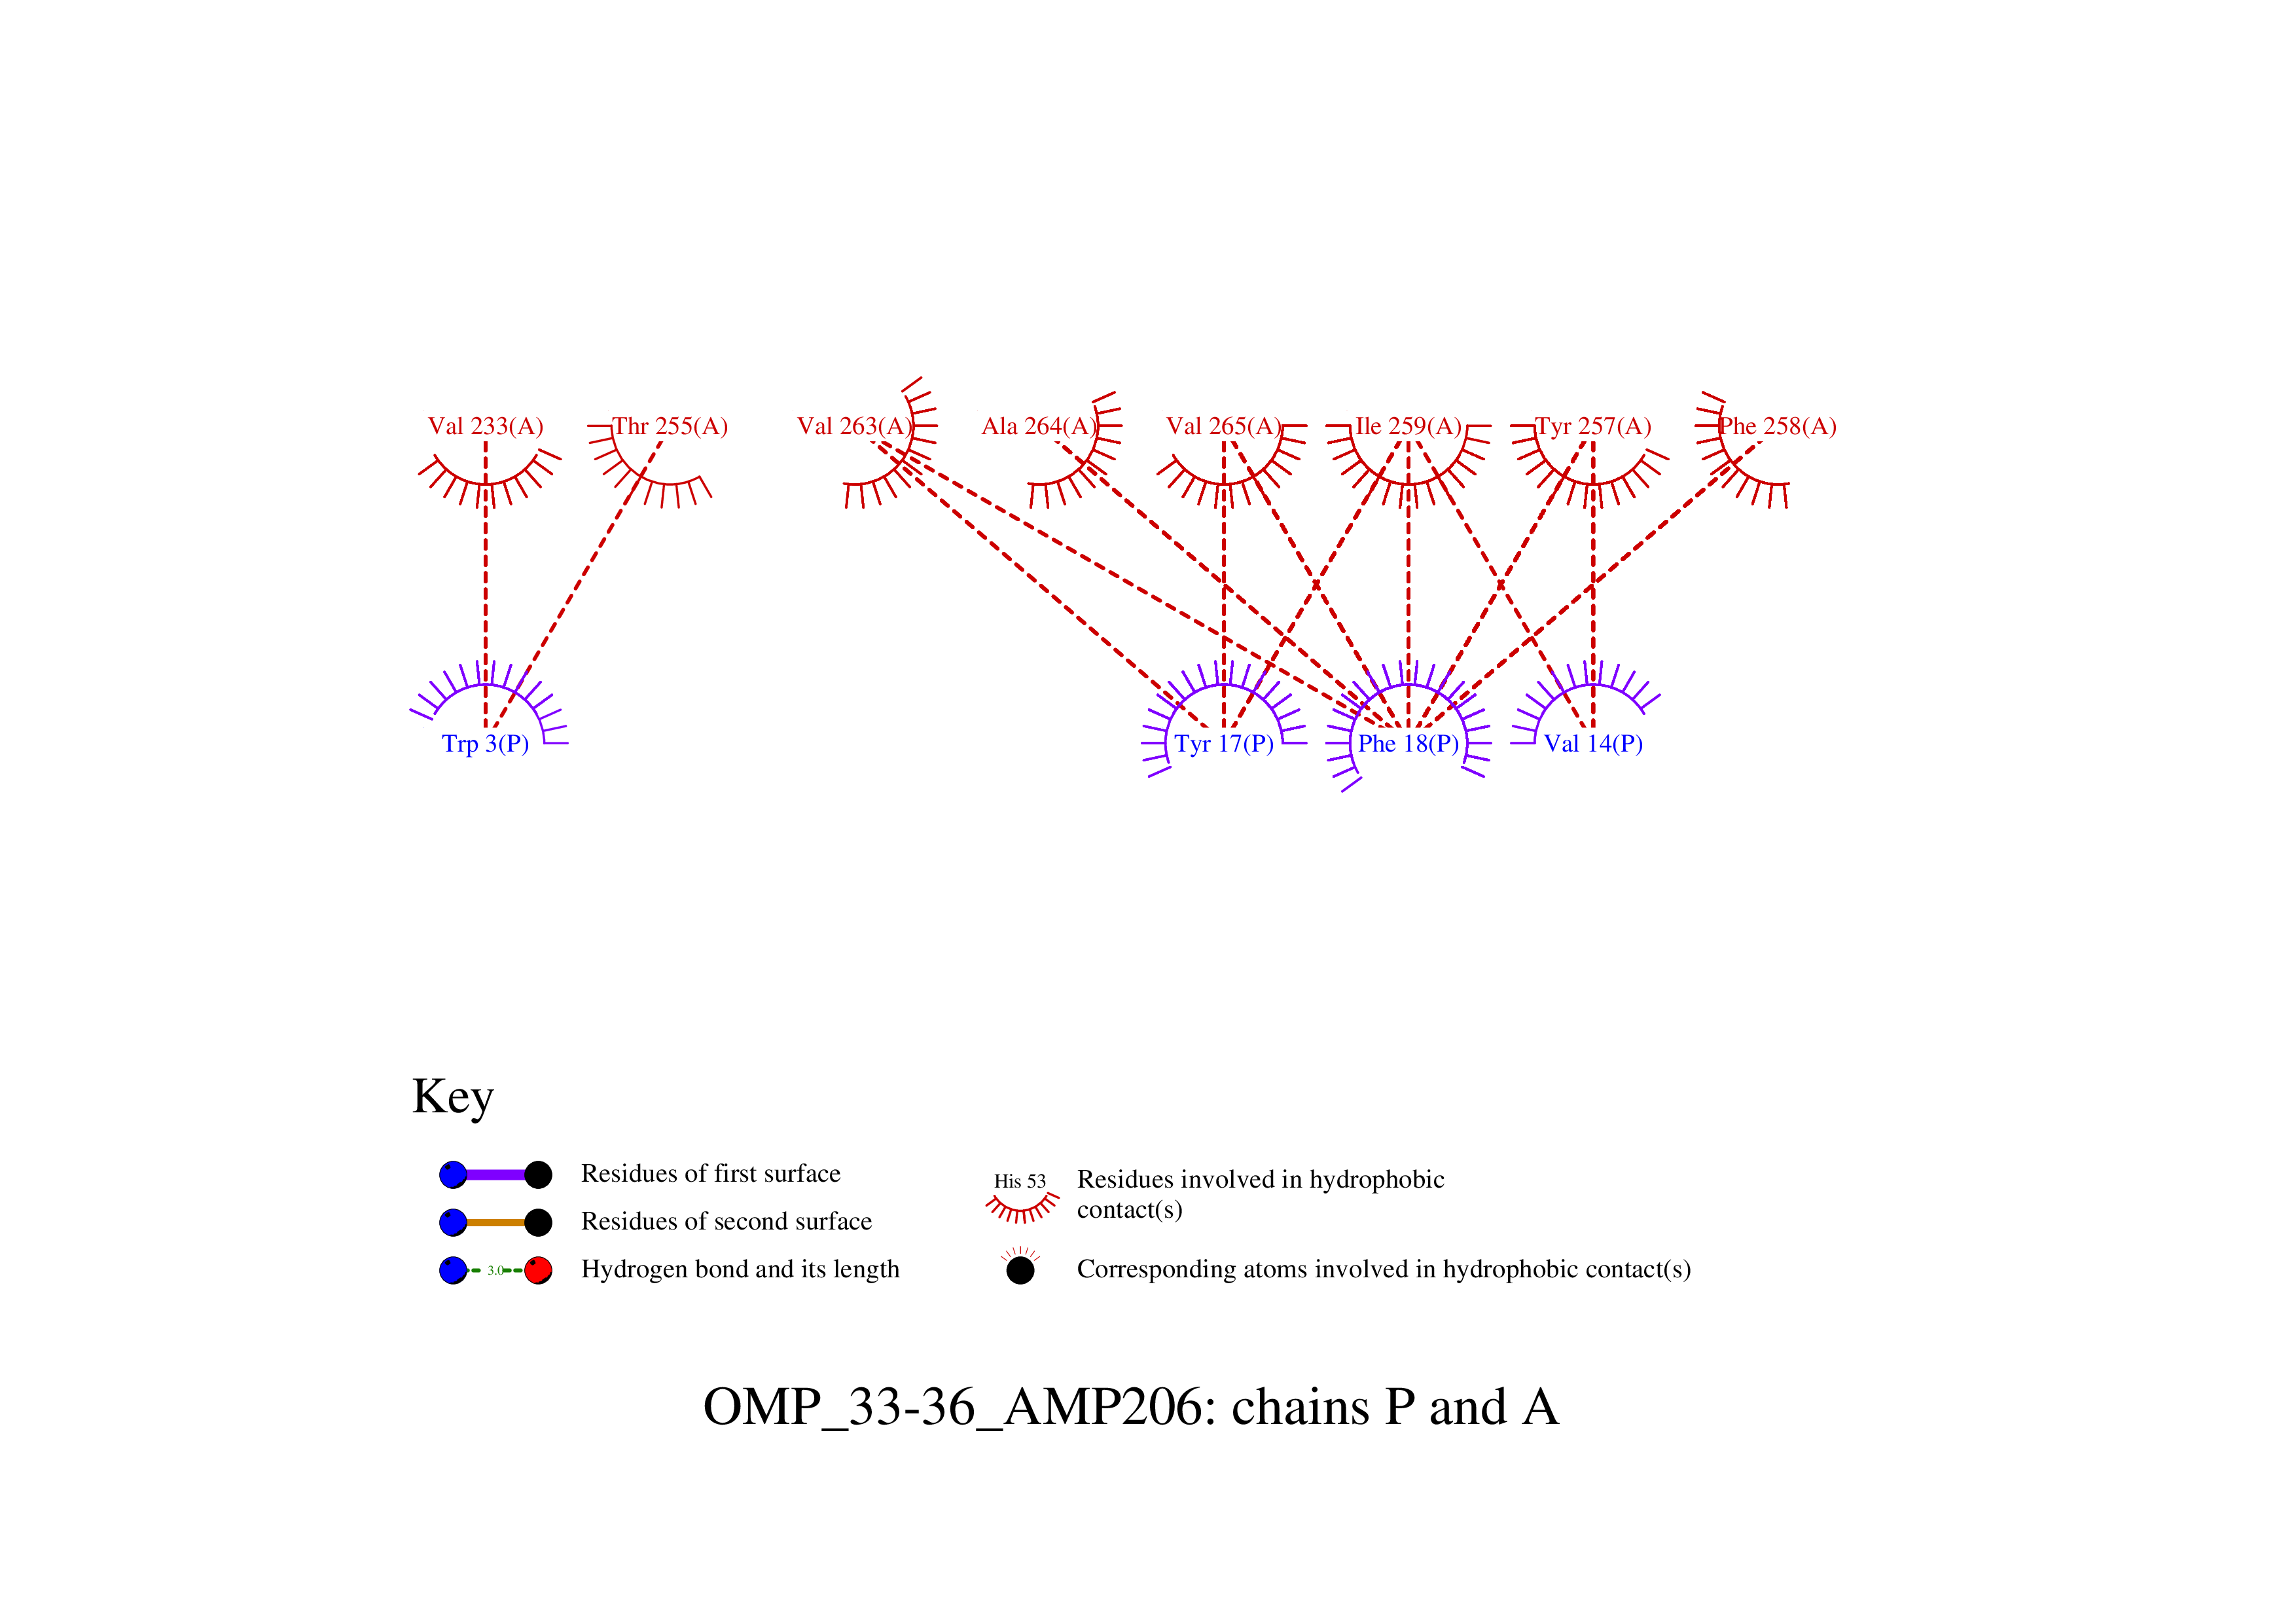 Val 233(A) Thr 255(A) Val 263(A) Ala 264(A) Val 265(A) Ile 259(A) Tyr 257(A) Phe 258(A)
Trp 3(P) Tyr 17(P) Phe 18(P) Val 14(P)
Key
Residues of first surface
Residues of second surface
3.0 Hydrogen bond and its length
His 53 Residues involved in hydrophobic
contact(s)
Corresponding atoms involved in hydrophobic contact(s)
OMP_33-36_AMP206: chains P and A